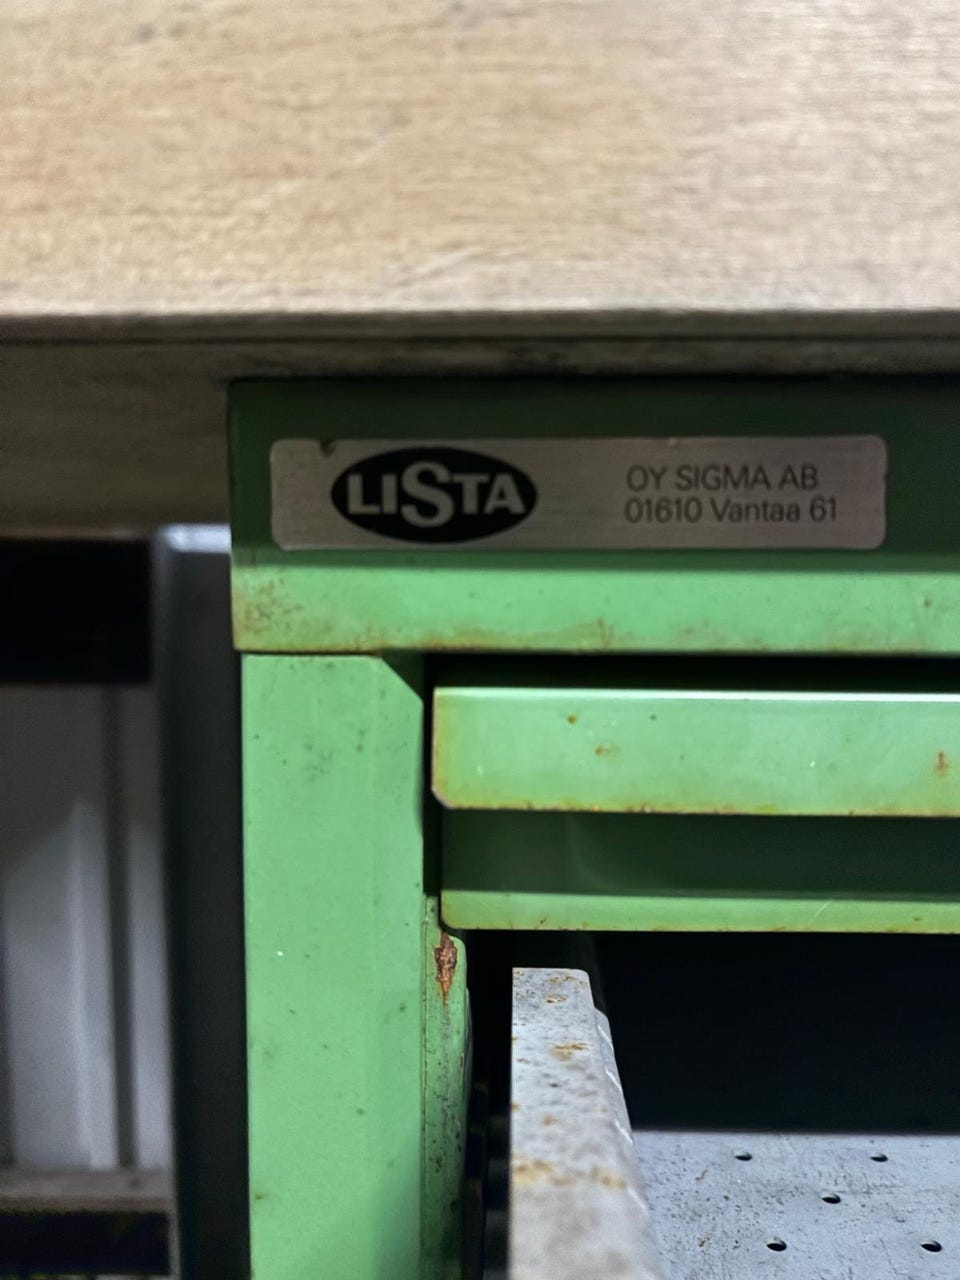 LISTA
OY SIGMA AB
01610 Vantaa 61